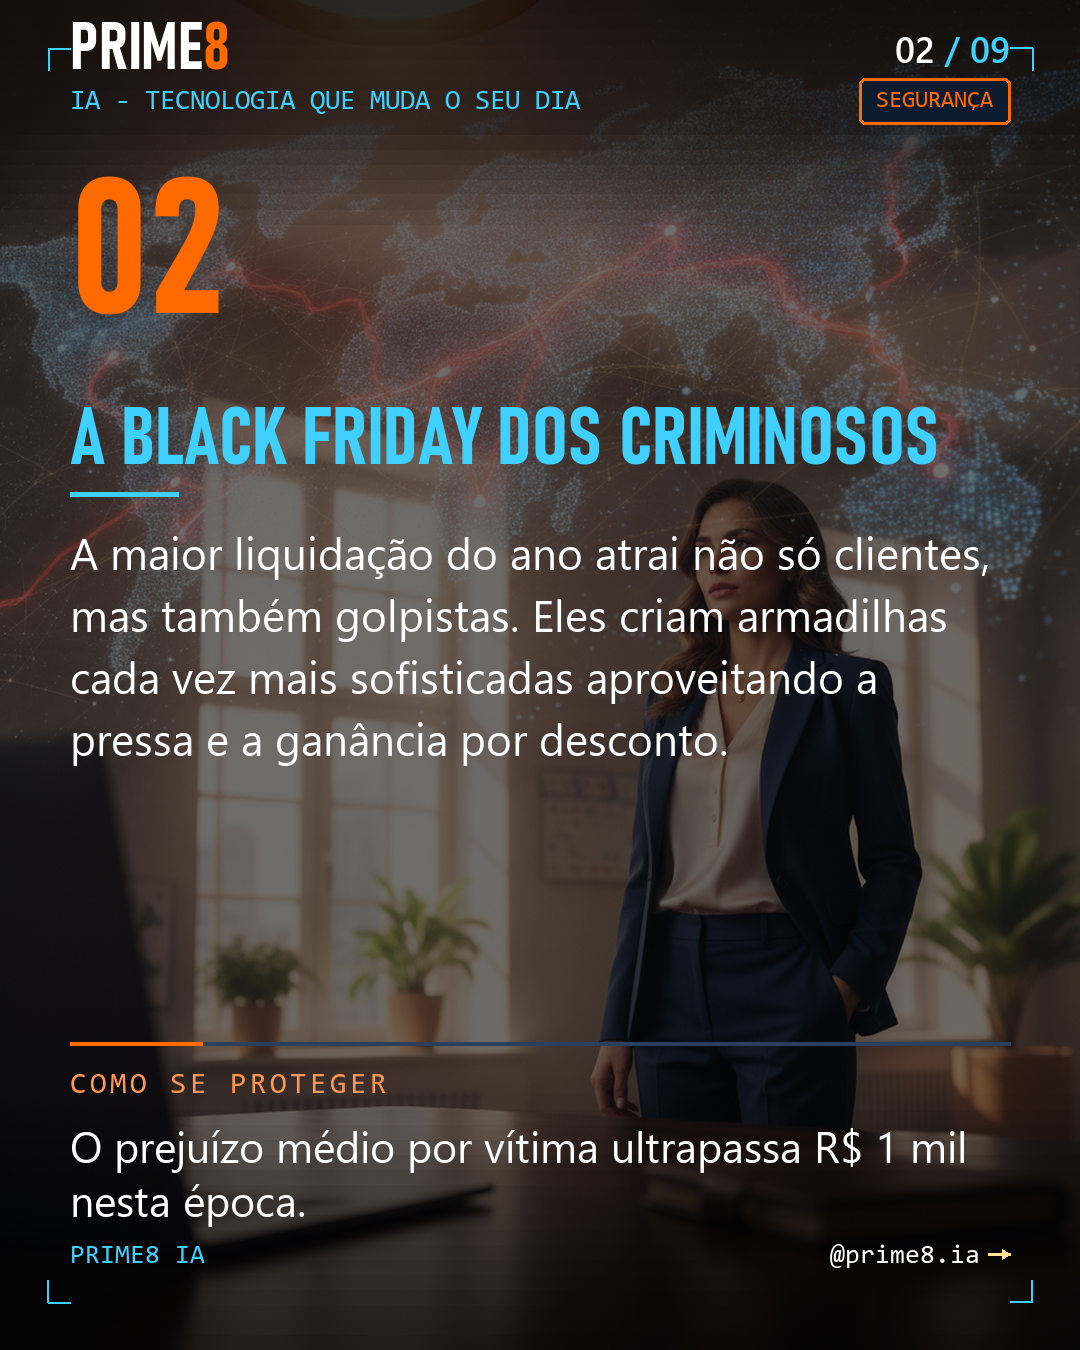 PRIME8
02 / 09
IA - TECNOLOGIA QUE MUDA O SEU DIA
SEGURANÇA
02
A BLACK FRIDAY DOS CRIMINOSOS
A maior liquidação do ano atrai não só clientes,
mas também golpistas. Eles criam armadilhas
cada vez mais sofisticadas aproveitando a
pressa e a ganância por desconto.
COMO SE PROTEGER
O prejuízo médio por vítima ultrapassa R$ 1 mil
nesta época.
PRIME8 IA
@prime8.ia